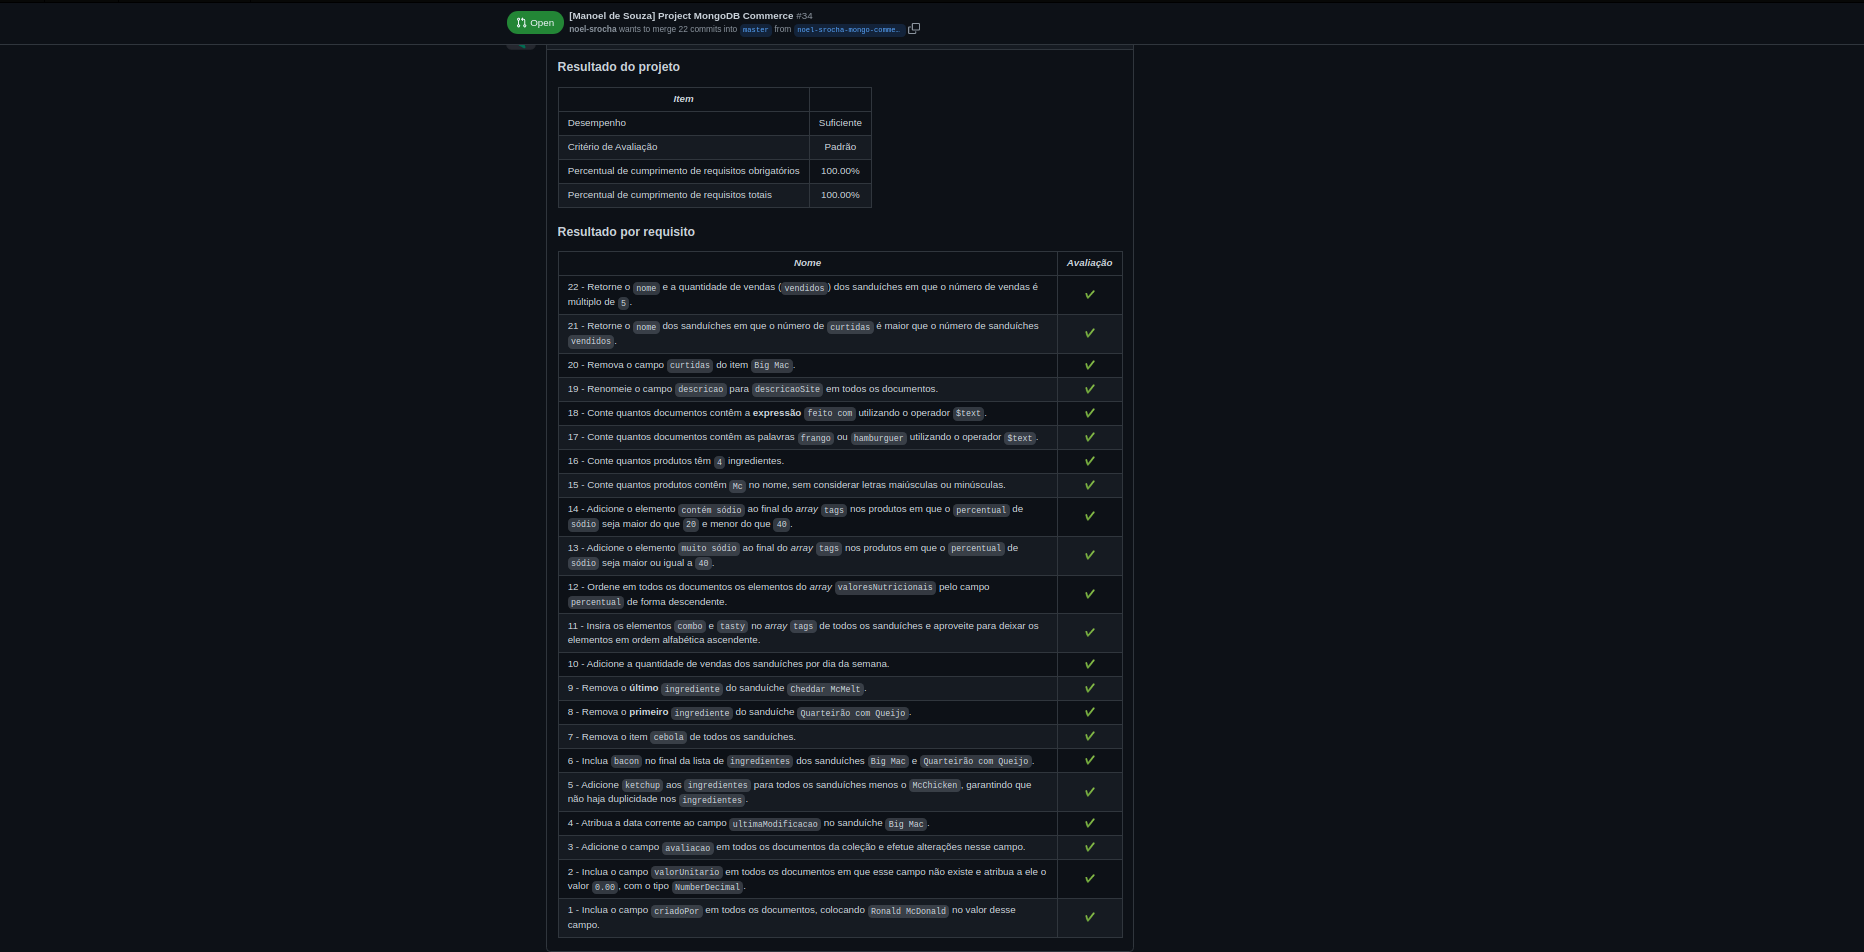 Open
[Manoel de Souza] Project MongoDB Commerce #34
noel-srocha wants to merge 22 commits into master from noel-srocha-mongo-comme…
Resultado do projeto
Item
Desempenho Suficiente
Critério de Avaliação Padrão
Percentual de cumprimento de requisitos obrigatórios 100.00%
Percentual de cumprimento de requisitos totais 100.00%
Resultado por requisito
Nome Avaliação
22 - Retorne o nome e a quantidade de vendas (vendidos) dos sanduíches em que o número de vendas é
múltiplo de 5.
21 - Retorne o nome dos sanduíches em que o número de curtidas é maior que o número de sanduíches
vendidos.
20 - Remova o campo curtidas do item Big Mac.
19 - Renomeie o campo descricao para descricaoSite em todos os documentos.
18 - Conte quantos documentos contêm a expressão feito com utilizando o operador $text.
17 - Conte quantos documentos contêm as palavras frango ou hamburguer utilizando o operador $text.
16 - Conte quantos produtos têm 4 ingredientes.
15 - Conte quantos produtos contêm Mc no nome, sem considerar letras maiúsculas ou minúsculas.
14 - Adicione o elemento contém sódio ao final do array tags nos produtos em que o percentual de
sódio seja maior do que 20 e menor do que 40.
13 - Adicione o elemento muito sódio ao final do array tags nos produtos em que o percentual de
sódio seja maior ou igual a 40.
12 - Ordene em todos os documentos os elementos do array valoresNutricionais pelo campo
percentual de forma descendente.
11 - Insira os elementos combo e tasty no array tags de todos os sanduíches e aproveite para deixar os
elementos em ordem alfabética ascendente.
10 - Adicione a quantidade de vendas dos sanduíches por dia da semana.
9 - Remova o último ingrediente do sanduíche Cheddar McMelt.
8 - Remova o primeiro ingrediente do sanduíche Quarteirão com Queijo.
7 - Remova o item cebola de todos os sanduíches.
6 - Inclua bacon no final da lista de ingredientes dos sanduíches Big Mac e Quarteirão com Queijo.
5 - Adicione ketchup aos ingredientes para todos os sanduíches menos o McChicken, garantindo que
não haja duplicidade nos ingredientes.
4 - Atribua a data corrente ao campo ultimaModificacao no sanduíche Big Mac.
3 - Adicione o campo avaliacao em todos os documentos da coleção e efetue alterações nesse campo.
2 - Inclua o campo valorUnitario em todos os documentos em que esse campo não existe e atribua a ele o
valor 0.00, com o tipo NumberDecimal.
1 - Inclua o campo criadoPor em todos os documentos, colocando Ronald McDonald no valor desse
campo.